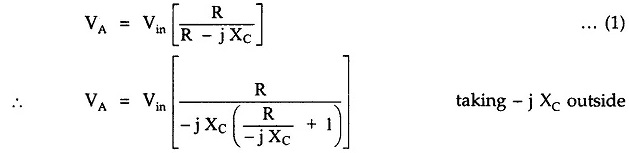 V_A = V_in [ R / (R - j X_C) ] ... (1)
∴ V_A = V_in [ R / (-j X_C ( R / (-j X_C) + 1 )) ] taking - j X_C outside